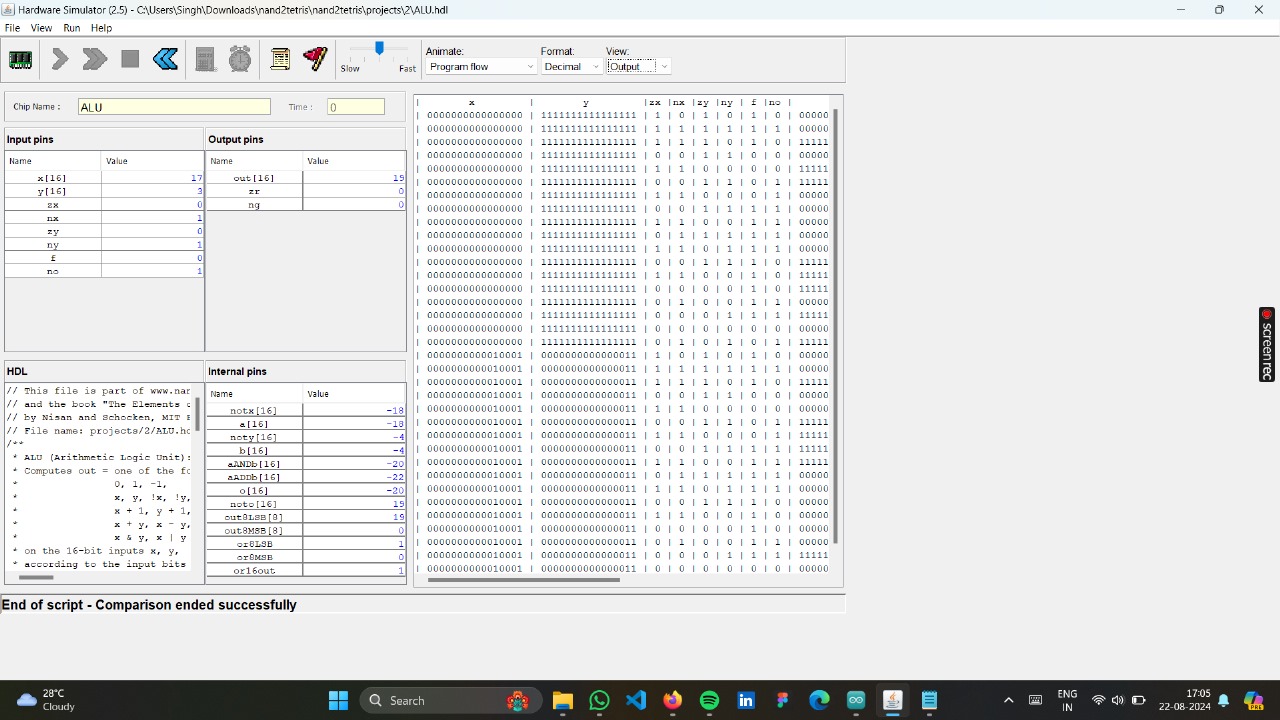 Hardware Simulator (2.5) - C:\Users\Singh\Downloads\nand2tetris\nand2tetris\projects\2\ALU.hdl
File View Run Help
Slow Fast
Animate: Format: View:
Program flow Decimal Output
Chip Name : ALU Time : 0
Input pins
Name Value
x[16] 17
y[16] 3
zx 0
nx 1
zy 0
ny 1
f 0
no 1
Output pins
Name Value
out[16] 19
zr 0
ng 0
HDL
// This file is part of www.nan
// and the book "The Elements o
// by Nisan and Schocken, MIT P
// File name: projects/2/ALU.hd
/**
* ALU (Arithmetic Logic Unit):
* Computes out = one of the fo
* 0, 1, -1,
* x, y, !x, !y,
* x + 1, y + 1,
* x + y, x - y,
* x & y, x | y
* on the 16-bit inputs x, y,
* according to the input bits
Internal pins
Name Value
notx[16] -18
a[16] -18
noty[16] -4
b[16] -4
aANDb[16] -20
aADDb[16] -22
o[16] -20
noto[16] 19
out8LSB[8] 19
out8MSB[8] 0
or8LSB 1
or8MSB 0
or16out 1
| x | y |zx |nx |zy |ny | f |no |
| 0000000000000000 | 1111111111111111 | 1 | 0 | 1 | 0 | 1 | 0 | 00000
| 0000000000000000 | 1111111111111111 | 1 | 1 | 1 | 1 | 1 | 1 | 00000
| 0000000000000000 | 1111111111111111 | 1 | 1 | 1 | 0 | 1 | 0 | 11111
| 0000000000000000 | 1111111111111111 | 0 | 0 | 1 | 1 | 0 | 0 | 00000
| 0000000000000000 | 1111111111111111 | 1 | 1 | 0 | 0 | 0 | 0 | 11111
| 0000000000000000 | 1111111111111111 | 0 | 0 | 1 | 1 | 0 | 1 | 11111
| 0000000000000000 | 1111111111111111 | 1 | 1 | 0 | 0 | 0 | 1 | 00000
| 0000000000000000 | 1111111111111111 | 0 | 0 | 1 | 1 | 1 | 1 | 00000
| 0000000000000000 | 1111111111111111 | 1 | 1 | 0 | 0 | 1 | 1 | 00000
| 0000000000000000 | 1111111111111111 | 0 | 1 | 1 | 1 | 1 | 1 | 00000
| 0000000000000000 | 1111111111111111 | 1 | 1 | 0 | 1 | 1 | 1 | 00000
| 0000000000000000 | 1111111111111111 | 0 | 0 | 1 | 1 | 1 | 0 | 11111
| 0000000000000000 | 1111111111111111 | 1 | 1 | 0 | 0 | 1 | 0 | 11111
| 0000000000000000 | 1111111111111111 | 0 | 0 | 0 | 0 | 1 | 0 | 11111
| 0000000000000000 | 1111111111111111 | 0 | 1 | 0 | 0 | 1 | 1 | 00000
| 0000000000000000 | 1111111111111111 | 0 | 0 | 0 | 1 | 1 | 1 | 11111
| 0000000000000000 | 1111111111111111 | 0 | 0 | 0 | 0 | 0 | 0 | 00000
| 0000000000000000 | 1111111111111111 | 0 | 1 | 0 | 1 | 0 | 1 | 11111
| 0000000000010001 | 0000000000000011 | 1 | 0 | 1 | 0 | 1 | 0 | 00000
| 0000000000010001 | 0000000000000011 | 1 | 1 | 1 | 1 | 1 | 1 | 00000
| 0000000000010001 | 0000000000000011 | 1 | 1 | 1 | 0 | 1 | 0 | 11111
| 0000000000010001 | 0000000000000011 | 0 | 0 | 1 | 1 | 0 | 0 | 00000
| 0000000000010001 | 0000000000000011 | 1 | 1 | 0 | 0 | 0 | 0 | 00000
| 0000000000010001 | 0000000000000011 | 0 | 0 | 1 | 1 | 0 | 1 | 11111
| 0000000000010001 | 0000000000000011 | 1 | 1 | 0 | 0 | 0 | 1 | 11111
| 0000000000010001 | 0000000000000011 | 0 | 0 | 1 | 1 | 1 | 1 | 11111
| 0000000000010001 | 0000000000000011 | 1 | 1 | 0 | 0 | 1 | 1 | 11111
| 0000000000010001 | 0000000000000011 | 0 | 1 | 1 | 1 | 1 | 1 | 00000
| 0000000000010001 | 0000000000000011 | 1 | 1 | 0 | 1 | 1 | 1 | 00000
| 0000000000010001 | 0000000000000011 | 0 | 0 | 1 | 1 | 1 | 0 | 00000
| 0000000000010001 | 0000000000000011 | 1 | 1 | 0 | 0 | 1 | 0 | 00000
| 0000000000010001 | 0000000000000011 | 0 | 0 | 0 | 0 | 1 | 0 | 00000
| 0000000000010001 | 0000000000000011 | 0 | 1 | 0 | 0 | 1 | 1 | 00000
| 0000000000010001 | 0000000000000011 | 0 | 0 | 0 | 1 | 1 | 1 | 11111
| 0000000000010001 | 0000000000000011 | 0 | 0 | 0 | 0 | 0 | 0 | 00000
End of script - Comparison ended successfully
screenrec
28°C
Cloudy
Search
ENG
IN
17:05
22-08-2024
PRE